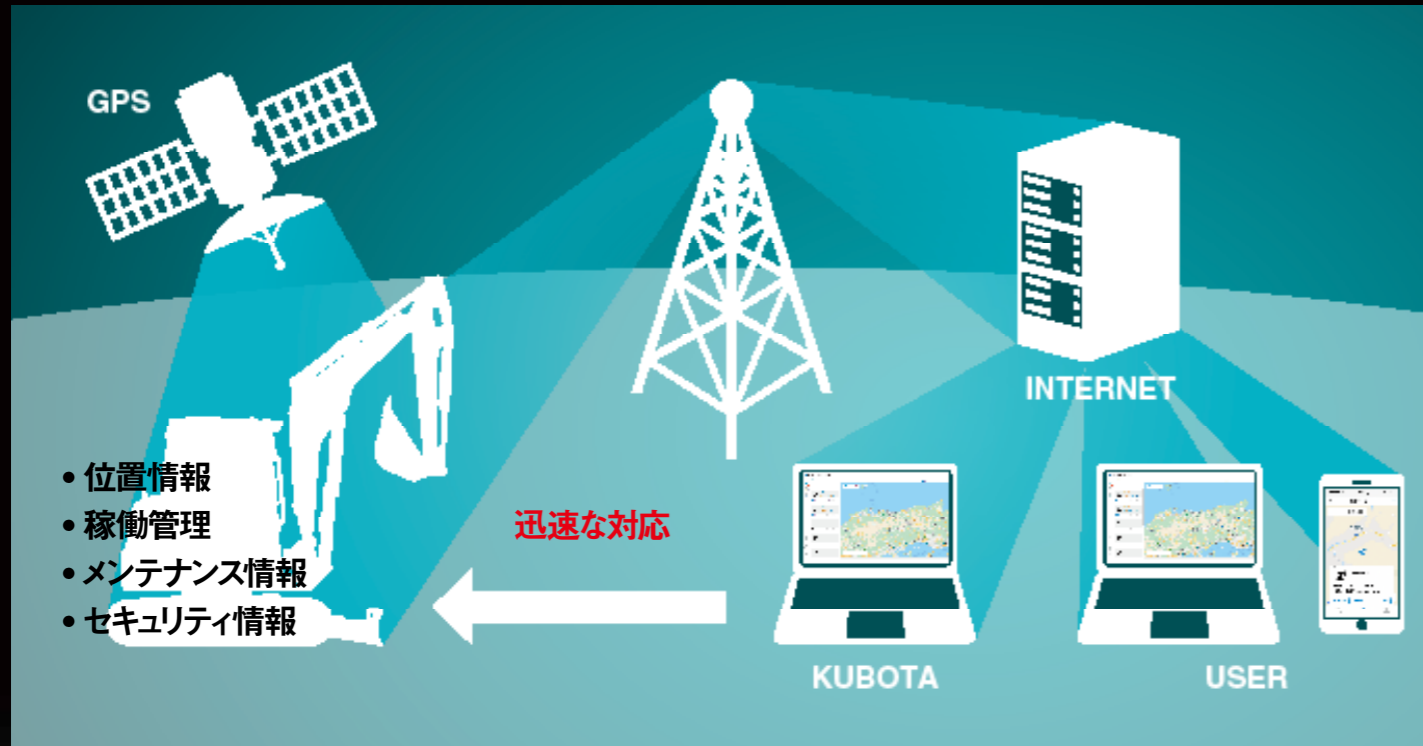 GPS
INTERNET
• 位置情報
• 稼働管理
• メンテナンス情報
• セキュリティ情報
迅速な対応
KUBOTA
USER